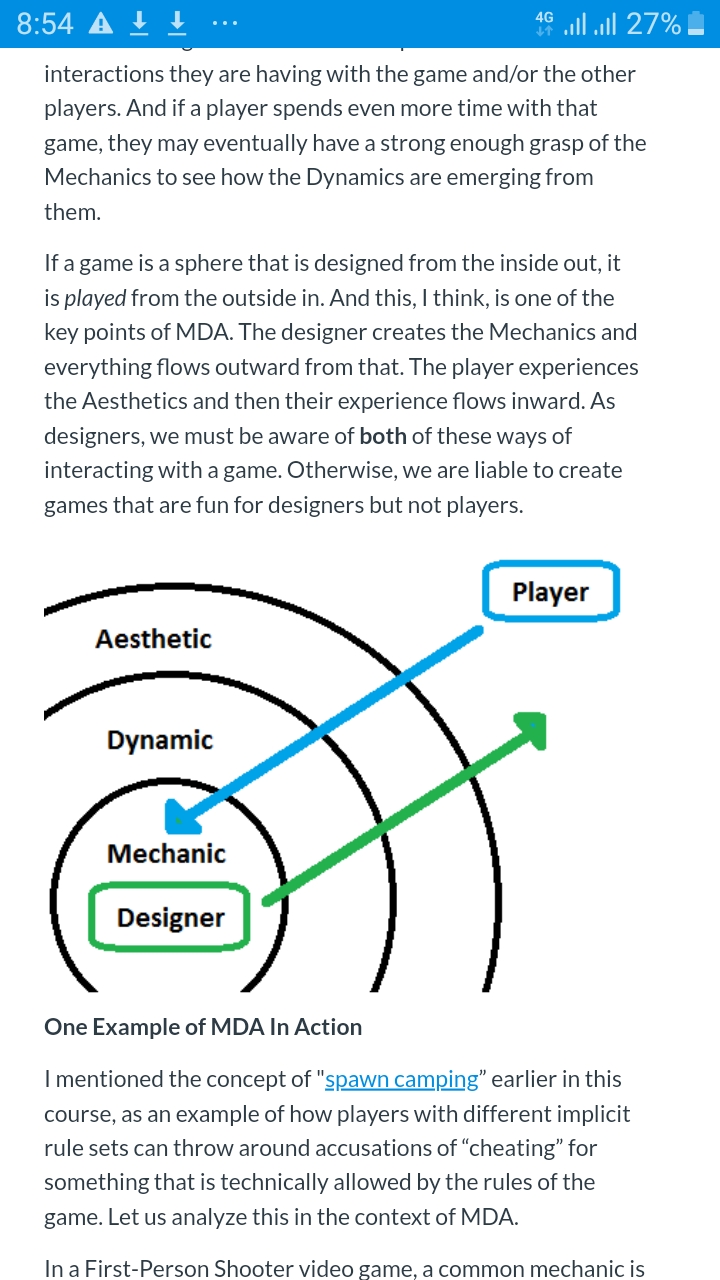 8:54 ...
4G 27%
interactions they are having with the game and/or the other
players. And if a player spends even more time with that
game, they may eventually have a strong enough grasp of the
Mechanics to see how the Dynamics are emerging from
them.
If a game is a sphere that is designed from the inside out, it
is played from the outside in. And this, I think, is one of the
key points of MDA. The designer creates the Mechanics and
everything flows outward from that. The player experiences
the Aesthetics and then their experience flows inward. As
designers, we must be aware of both of these ways of
interacting with a game. Otherwise, we are liable to create
games that are fun for designers but not players.
Player
Aesthetic
Dynamic
Mechanic
Designer
One Example of MDA In Action
I mentioned the concept of "spawn camping” earlier in this
course, as an example of how players with different implicit
rule sets can throw around accusations of “cheating” for
something that is technically allowed by the rules of the
game. Let us analyze this in the context of MDA.
In a First-Person Shooter video game, a common mechanic is